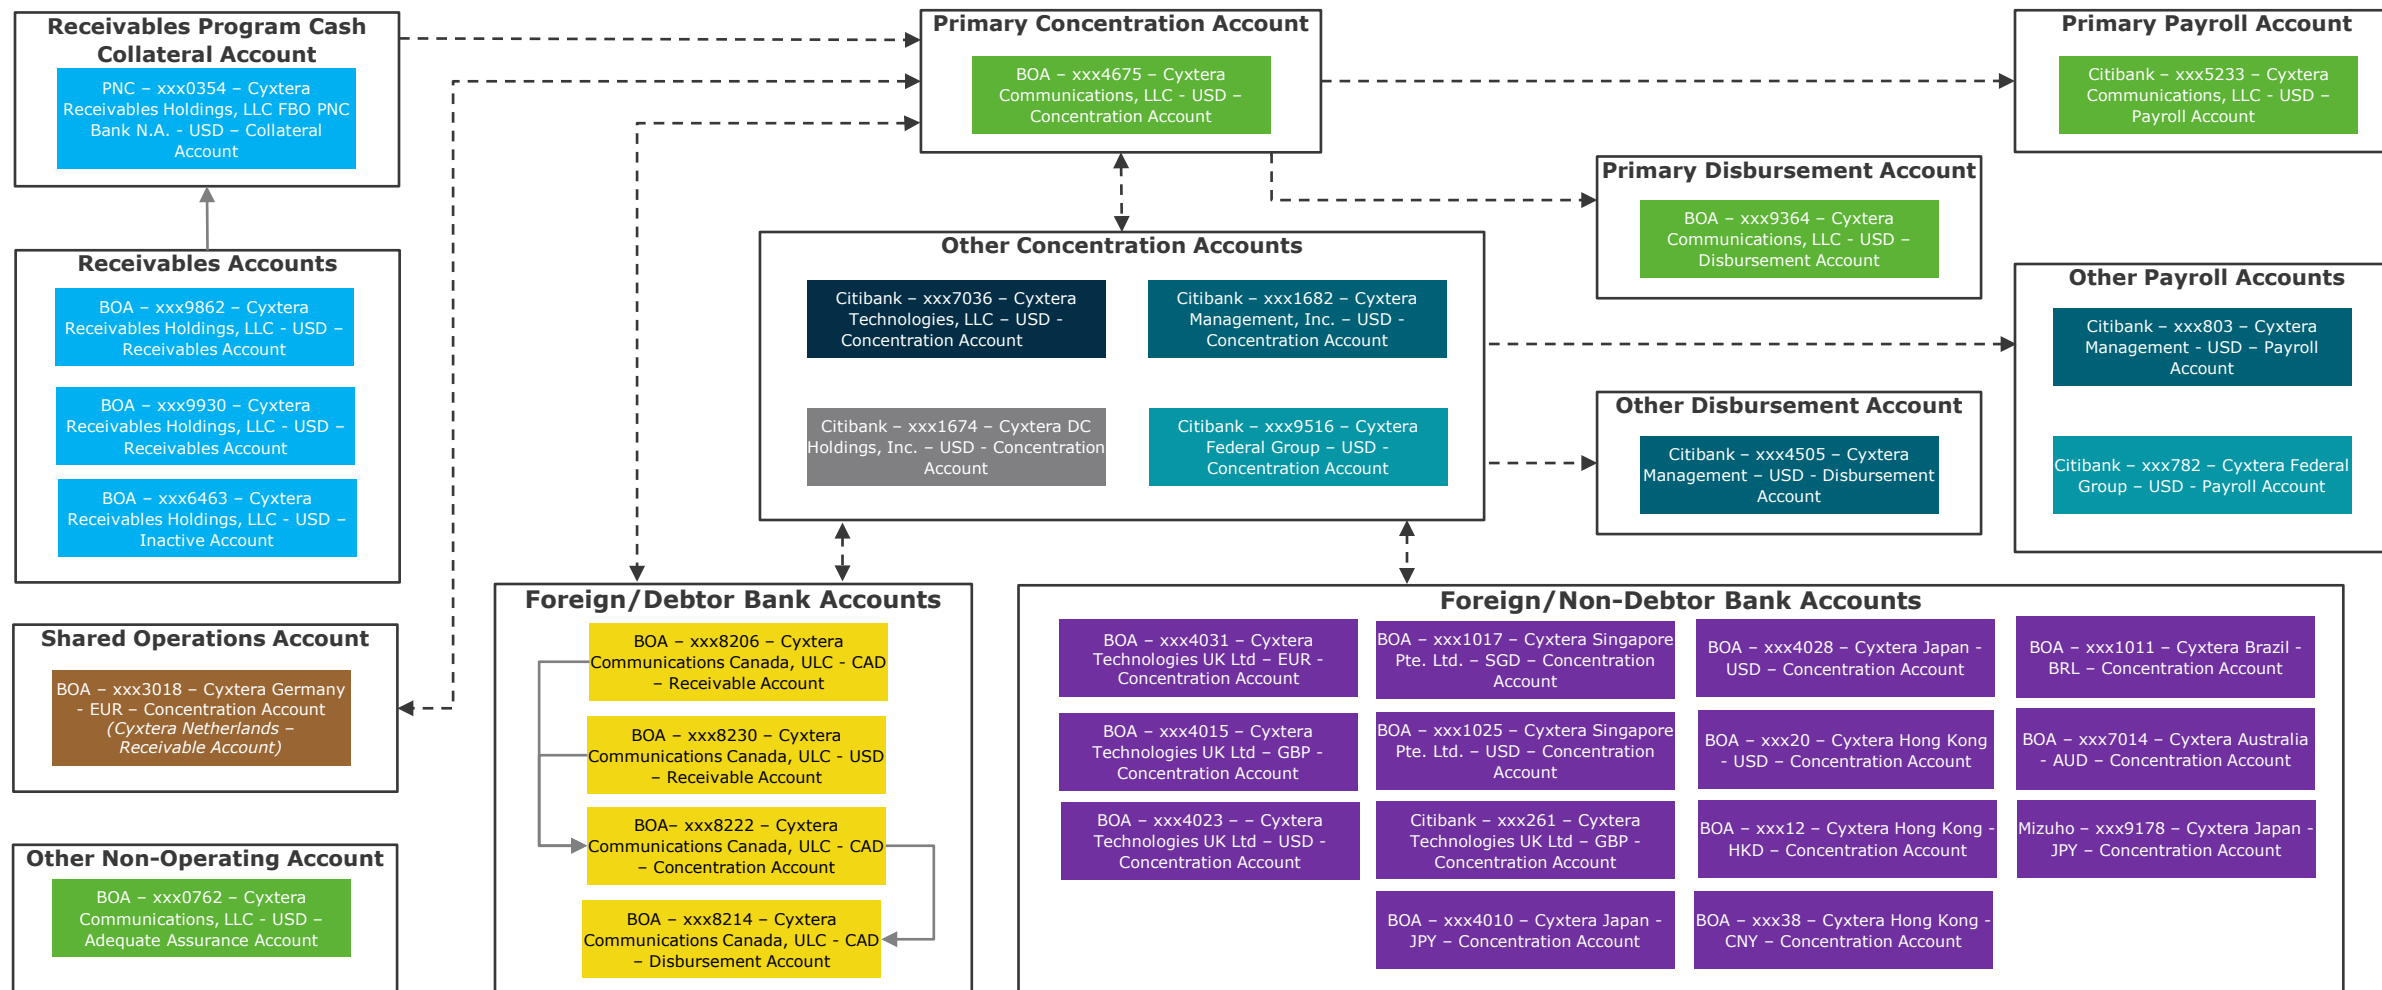 Receivables Program Cash
Collateral Account
PNC – xxx0354 – Cyxtera
Receivables Holdings, LLC FBO PNC
Bank N.A. - USD – Collateral
Account
Primary Concentration Account
BOA – xxx4675 – Cyxtera
Communications, LLC - USD –
Concentration Account
Primary Payroll Account
Citibank – xxx5233 – Cyxtera
Communications, LLC - USD –
Payroll Account
Primary Disbursement Account
BOA – xxx9364 – Cyxtera
Communications, LLC - USD –
Disbursement Account
Receivables Accounts
BOA – xxx9862 – Cyxtera
Receivables Holdings, LLC - USD –
Receivables Account
BOA – xxx9930 – Cyxtera
Receivables Holdings, LLC - USD –
Receivables Account
BOA – xxx6463 – Cyxtera
Receivables Holdings, LLC - USD –
Inactive Account
Other Concentration Accounts
Citibank – xxx7036 – Cyxtera
Technologies, LLC – USD -
Concentration Account
Citibank – xxx1682 – Cyxtera
Management, Inc. – USD -
Concentration Account
Citibank – xxx1674 – Cyxtera DC
Holdings, Inc. – USD - Concentration
Account
Citibank – xxx9516 – Cyxtera
Federal Group – USD -
Concentration Account
Other Payroll Accounts
Citibank – xxx803 – Cyxtera
Management - USD – Payroll
Account
Citibank – xxx782 – Cyxtera Federal
Group – USD - Payroll Account
Other Disbursement Account
Citibank – xxx4505 – Cyxtera
Management – USD - Disbursement
Account
Shared Operations Account
BOA – xxx3018 – Cyxtera Germany
- EUR – Concentration Account
(Cyxtera Netherlands –
Receivable Account)
Other Non-Operating Account
BOA – xxx0762 – Cyxtera
Communications, LLC - USD –
Adequate Assurance Account
Foreign/Debtor Bank Accounts
BOA – xxx8206 – Cyxtera
Communications Canada, ULC - CAD
– Receivable Account
BOA – xxx8230 – Cyxtera
Communications Canada, ULC - USD
– Receivable Account
BOA– xxx8222 – Cyxtera
Communications Canada, ULC - CAD
– Concentration Account
BOA – xxx8214 – Cyxtera
Communications Canada, ULC - CAD
– Disbursement Account
Foreign/Non-Debtor Bank Accounts
BOA – xxx4031 – Cyxtera
Technologies UK Ltd – EUR -
Concentration Account
BOA – xxx1017 – Cyxtera Singapore
Pte. Ltd. – SGD – Concentration
Account
BOA – xxx4028 – Cyxtera Japan -
USD – Concentration Account
BOA – xxx1011 – Cyxtera Brazil -
BRL – Concentration Account
BOA – xxx4015 – Cyxtera
Technologies UK Ltd – GBP -
Concentration Account
BOA – xxx1025 – Cyxtera Singapore
Pte. Ltd. – USD – Concentration
Account
BOA – xxx20 – Cyxtera Hong Kong
- USD – Concentration Account
BOA – xxx7014 – Cyxtera Australia
- AUD – Concentration Account
BOA – xxx4023 – – Cyxtera
Technologies UK Ltd – USD -
Concentration Account
Citibank – xxx261 – Cyxtera
Technologies UK Ltd – GBP -
Concentration Account
BOA – xxx12 – Cyxtera Hong Kong -
HKD – Concentration Account
Mizuho – xxx9178 – Cyxtera Japan -
JPY – Concentration Account
BOA – xxx4010 – Cyxtera Japan -
JPY – Concentration Account
BOA – xxx38 – Cyxtera Hong Kong -
CNY – Concentration Account